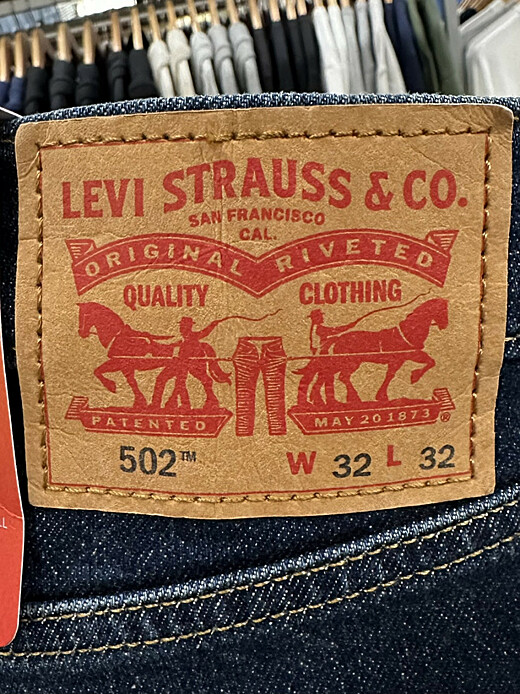 LEVI STRAUSS & CO.
SAN FRANCISCO
CAL.
ORIGINAL RIVETED
QUALITY CLOTHING
PATENTED MAY 20 1873 ®
502™ W 32 L 32